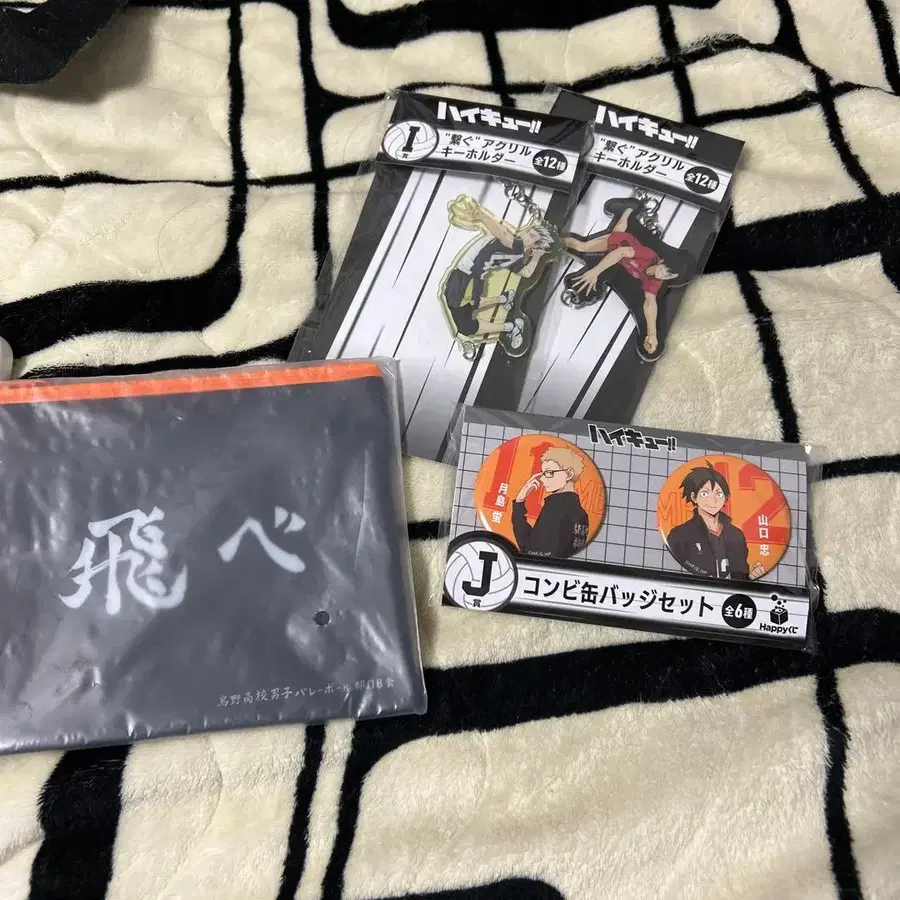 ハイキュー!!
I賞
"繋ぐ"アクリル
キーホルダー
全12種
ハイキュー!!
"繋ぐ"アクリル
キーホルダー
全12種
飛べ
烏野高校男子バレーボール部OB会
ハイキュー!!
11
月島 蛍
12
山口 忠
J賞
コンビ缶バッジセット
全6種
Happyくじ